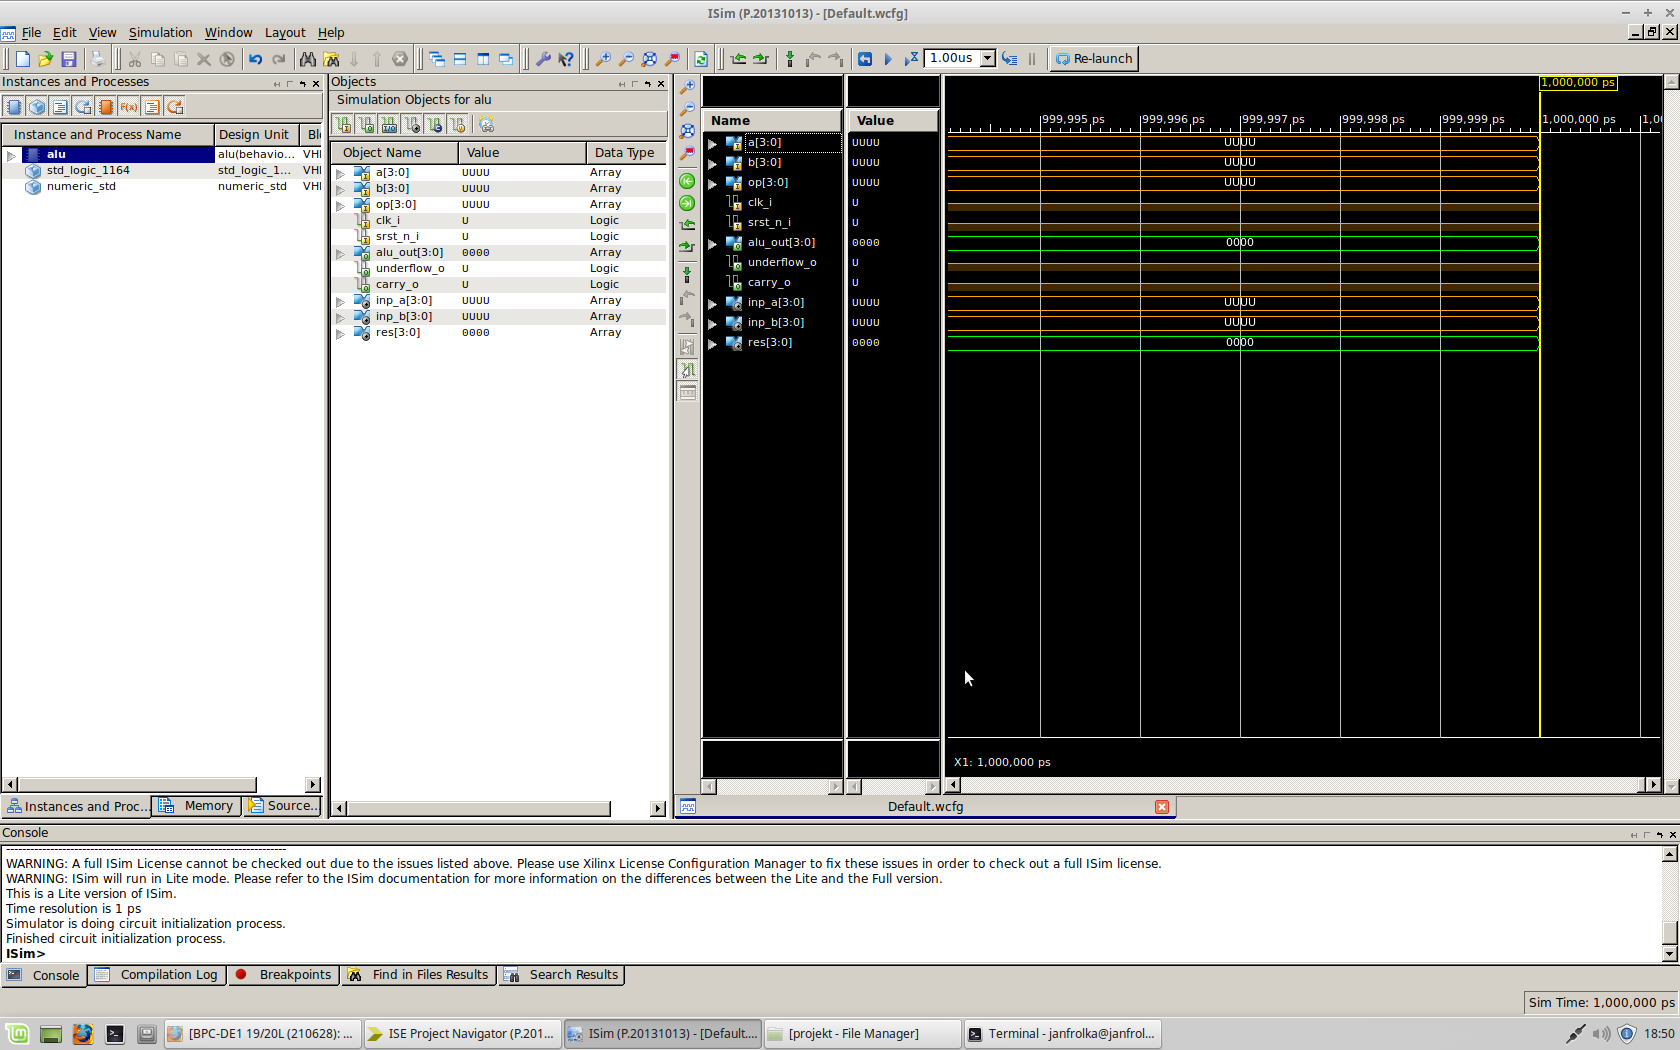 ISim (P.20131013) - [Default.wcfg]
File Edit View Simulation Window Layout Help
1.00us Re-launch
Instances and Processes
Instance and Process Name Design Unit
alu alu(behavio... VHI
std_logic_1164 std_logic_1... VHI
numeric_std numeric_std VHI
Instances and Proc... Memory Source...
Objects
Simulation Objects for alu
Object Name Value Data Type
a[3:0] UUUU Array
b[3:0] UUUU Array
op[3:0] UUUU Array
clk_i U Logic
srst_n_i U Logic
alu_out[3:0] 0000 Array
underflow_o U Logic
carry_o U Logic
inp_a[3:0] UUUU Array
inp_b[3:0] UUUU Array
res[3:0] 0000 Array
Name Value
a[3:0] UUUU
b[3:0] UUUU
op[3:0] UUUU
clk_i U
srst_n_i U
alu_out[3:0] 0000
underflow_o U
carry_o U
inp_a[3:0] UUUU
inp_b[3:0] UUUU
res[3:0] 0000
1,000,000 ps
999,995 ps 999,996 ps 999,997 ps 999,998 ps 999,999 ps 1,000,000 ps 1,0
UUUU
UUUU
UUUU
0000
UUUU
UUUU
0000
X1: 1,000,000 ps
Default.wcfg
Console
WARNING: A full ISim License cannot be checked out due to the issues listed above. Please use Xilinx License Configuration Manager to fix these issues in order to check out a full ISim license.
WARNING: ISim will run in Lite mode. Please refer to the ISim documentation for more information on the differences between the Lite and the Full version.
This is a Lite version of ISim.
Time resolution is 1 ps
Simulator is doing circuit initialization process.
Finished circuit initialization process.
ISim>
Console Compilation Log Breakpoints Find in Files Results Search Results
Sim Time: 1,000,000 ps
[BPC-DE1 19/20L (210628): ... ISE Project Navigator (P.201... ISim (P.20131013) - [Default.... [projekt - File Manager] Terminal - janfrolka@janfrol... 18:50